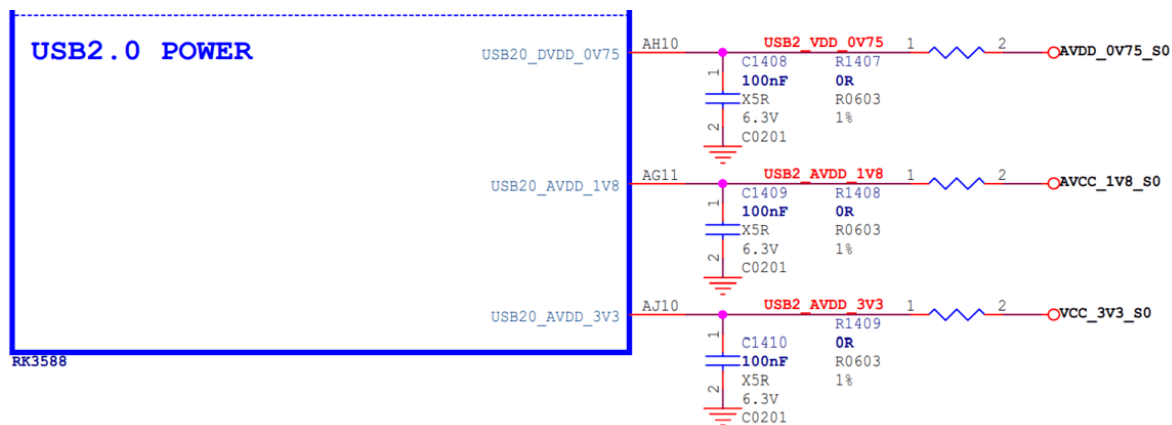 USB2.0 POWER
USB20_DVDD_0V75 AH10 USB2_VDD_0V75 1 2 AVDD_0V75_S0
1 C1408 R1407
100nF 0R
X5R R0603
2 6.3V 1%
C0201
USB20_AVDD_1V8 AG11 USB2_AVDD_1V8 1 2 AVCC_1V8_S0
1 C1409 R1408
100nF 0R
X5R R0603
2 6.3V 1%
C0201
USB20_AVDD_3V3 AJ10 USB2_AVDD_3V3 1 2 VCC_3V3_S0
R1409
1 C1410 0R
100nF R0603
X5R 1%
2 6.3V
C0201
RK3588